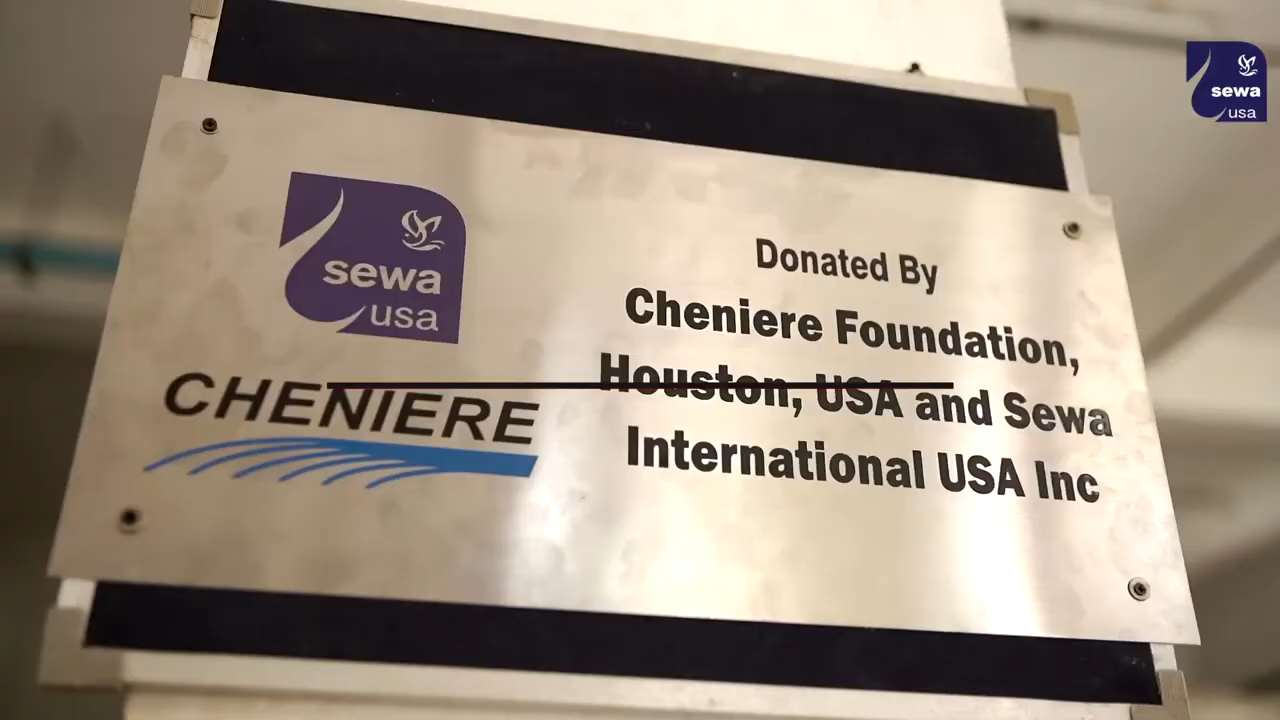 sewa
usa
sewa
usa
CHENIERE
Donated By
Cheniere Foundation,
Houston, USA and Sewa
International USA Inc